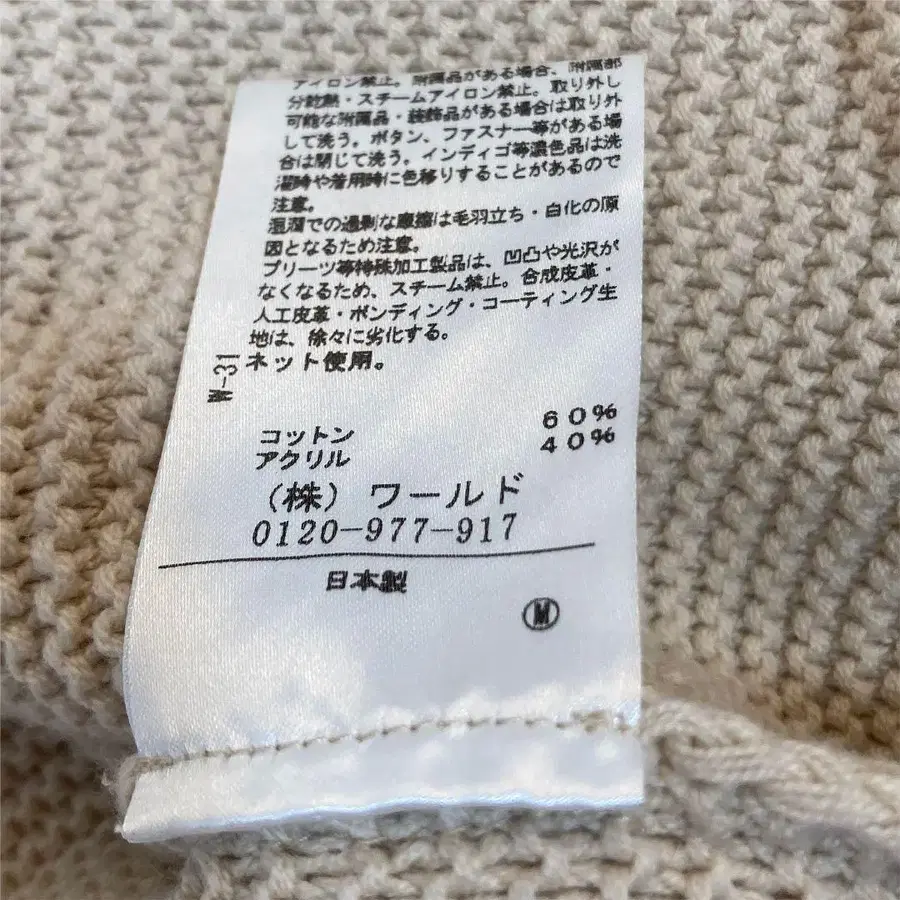 アイロン禁止。附属品がある場合、附属部
分乾熱・スチームアイロン禁止。取り外し
可能な附属品・装飾品がある場合は取り外
して洗う。ボタン、ファスナー等がある場
合は閉じて洗う。インディゴ等濃色品は洗
濯時や着用時に色移りすることがあるので
注意。
湿潤での過剰な摩擦は毛羽立ち・白化の原
因となるため注意。
プリーツ等特殊加工製品は、凹凸や光沢が
なくなるため、スチーム禁止。合成皮革・
人工皮革・ボンディング・コーティング生
地は、徐々に劣化する。
ネット使用。
W-31
コットン 60%
アクリル 40%
(株) ワールド
0120-977-917
日本製
M